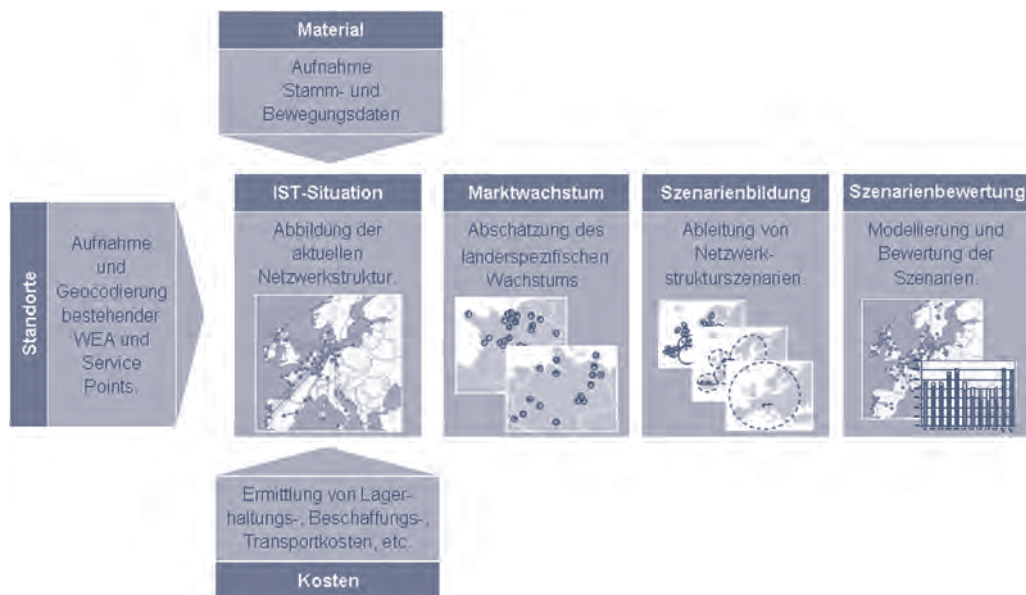 Material
Aufnahme
Stamm- und
Bewegungsdaten
Standorte
Aufnahme
und
Geocodierung
bestehender
WEA und
Service
Points.
IST-Situation
Abbildung der
aktuellen
Netzwerkstruktur.
Marktwachstum
Abschätzung des
länderspezifischen
Wachstums
Szenarienbildung
Ableitung von
Netzwerk-
strukturszenarien.
Szenarienbewertung
Modellierung und
Bewertung der
Szenarien.
Ermittlung von Lager-
haltungs-, Beschaffungs-,
Transportkosten, etc.
Kosten